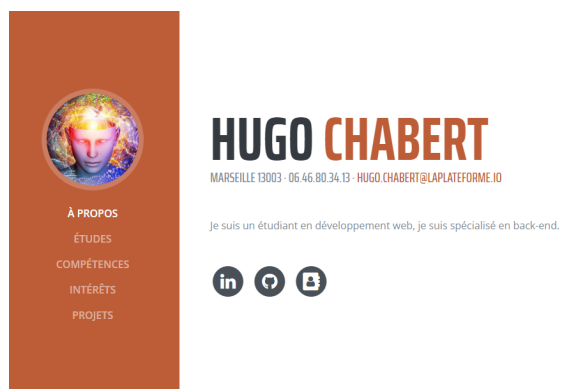 À PROPOS
ÉTUDES
COMPÉTENCES
INTÉRÊTS
PROJETS
HUGO CHABERT
MARSEILLE 13003 · 06.46.80.34.13 · HUGO.CHABERT@LAPLATEFORME.IO
Je suis un étudiant en développement web, je suis spécialisé en back-end.
in